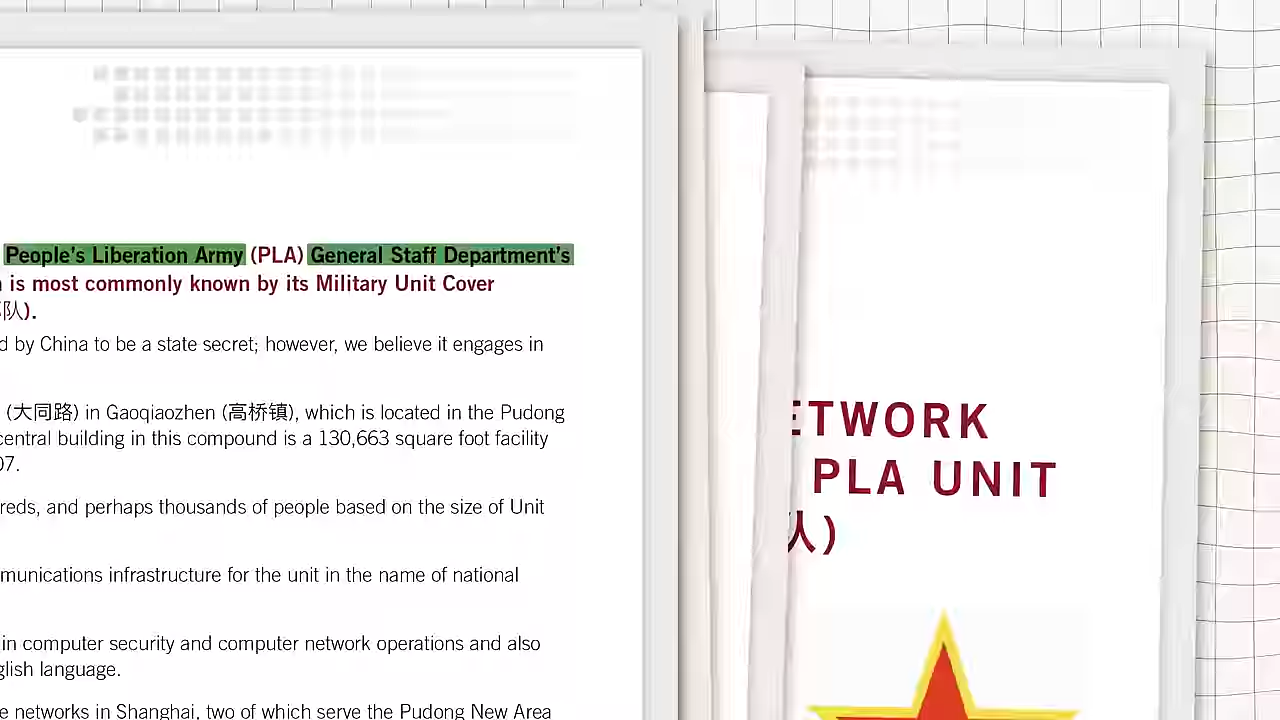 People's Liberation Army (PLA) General Staff Department's
is most commonly known by its Military Unit Cover
队).
d by China to be a state secret; however, we believe it engages in
(大同路) in Gaoqiaozhen (高桥镇), which is located in the Pudong
central building in this compound is a 130,663 square foot facility
07.
reds, and perhaps thousands of people based on the size of Unit
munications infrastructure for the unit in the name of national
in computer security and computer network operations and also
glish language.
e networks in Shanghai, two of which serve the Pudong New Area
ETWORK
PLA UNIT
人)